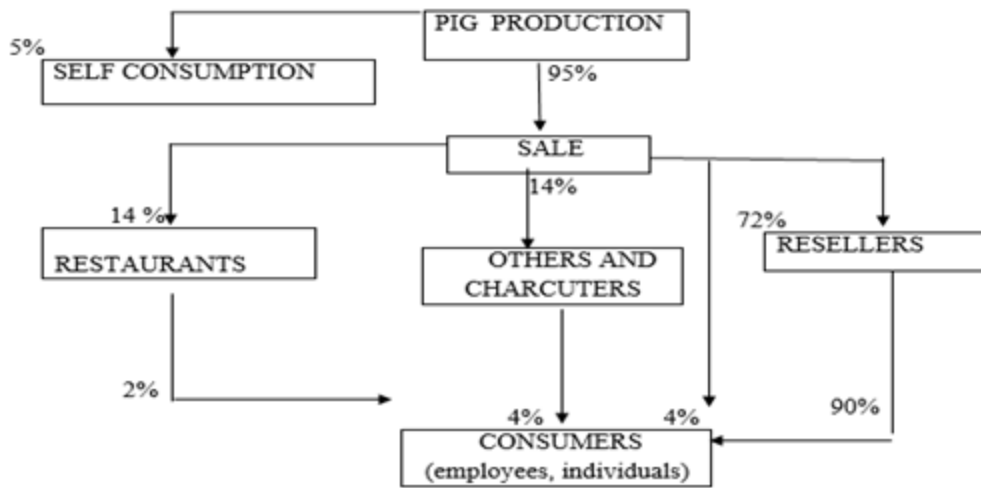 PIG PRODUCTION
5%
SELF CONSUMPTION
95%
SALE
14%
14 %
72%
RESTAURANTS
OTHERS AND
CHARCUTERS
RESELLERS
2%
4%
4%
90%
CONSUMERS
(employees, individuals)